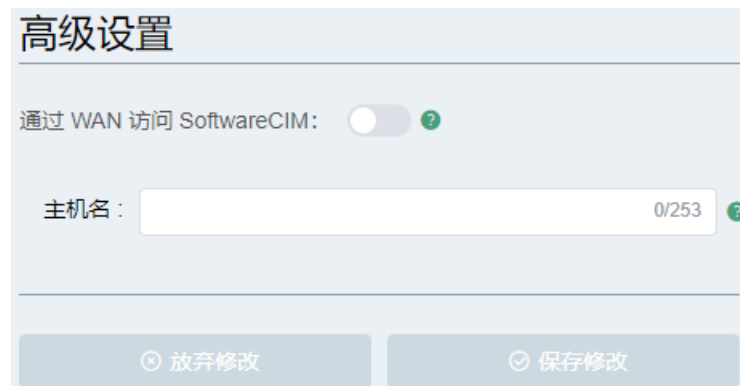 高级设置
通过 WAN 访问 SoftwareCIM: ?
主机名 : 0/253 ?
放弃修改 保存修改